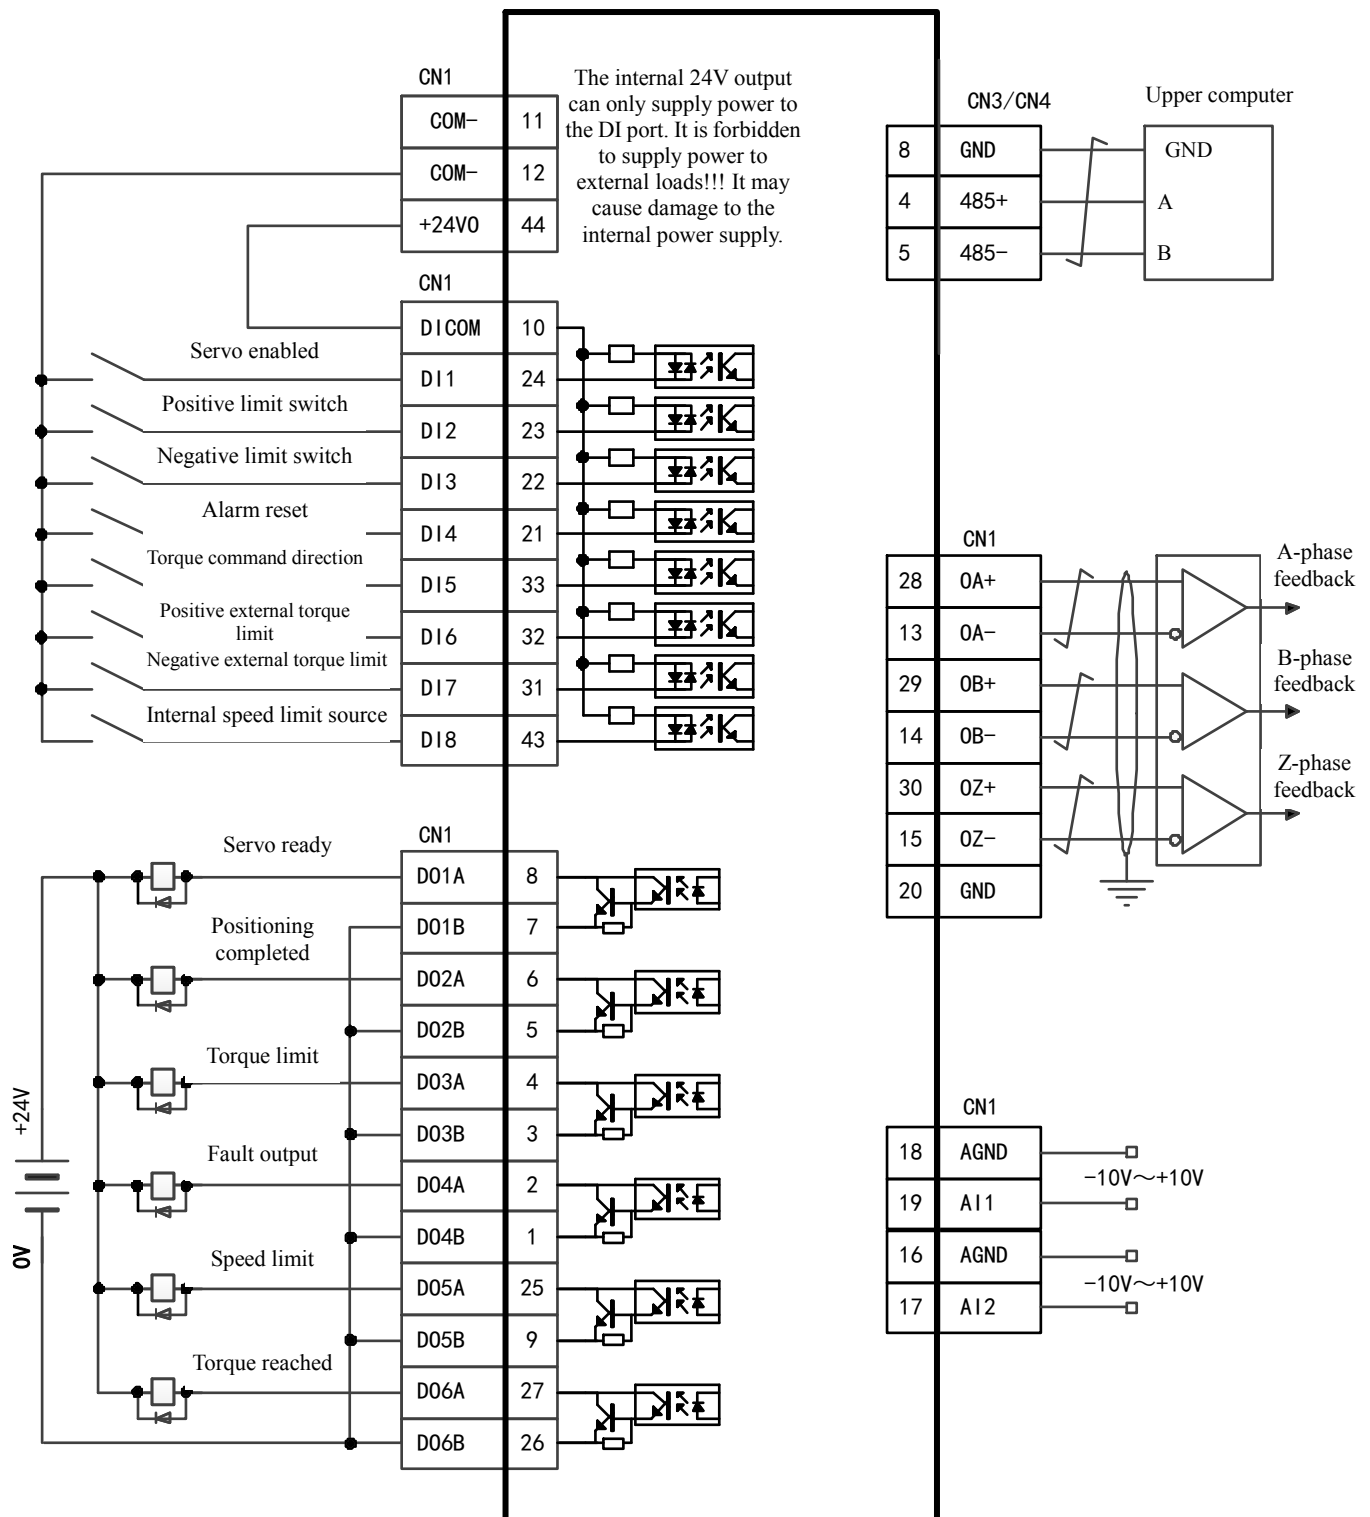 CN1
COM- 11
COM- 12
+24VO 44
The internal 24V output
can only supply power to
the DI port. It is forbidden
to supply power to
external loads!!! It may
cause damage to the
internal power supply.
CN3/CN4
Upper computer
8 GND GND
4 485+ A
5 485- B
CN1
DICOM 10
Servo enabled
DI1 24
Positive limit switch
DI2 23
Negative limit switch
DI3 22
Alarm reset
DI4 21
Torque command direction
DI5 33
Positive external torque
limit
DI6 32
Negative external torque limit
DI7 31
Internal speed limit source
DI8 43
CN1
28 OA+
13 OA-
29 OB+
14 OB-
30 OZ+
15 OZ-
20 GND
A-phase
feedback
B-phase
feedback
Z-phase
feedback
CN1
Servo ready
DO1A 8
DO1B 7
Positioning
completed
DO2A 6
DO2B 5
Torque limit
DO3A 4
DO3B 3
Fault output
DO4A 2
DO4B 1
Speed limit
DO5A 25
DO5B 9
Torque reached
DO6A 27
DO6B 26
+24V
0V
CN1
18 AGND
-10V～+10V
19 AI1
16 AGND
-10V～+10V
17 AI2